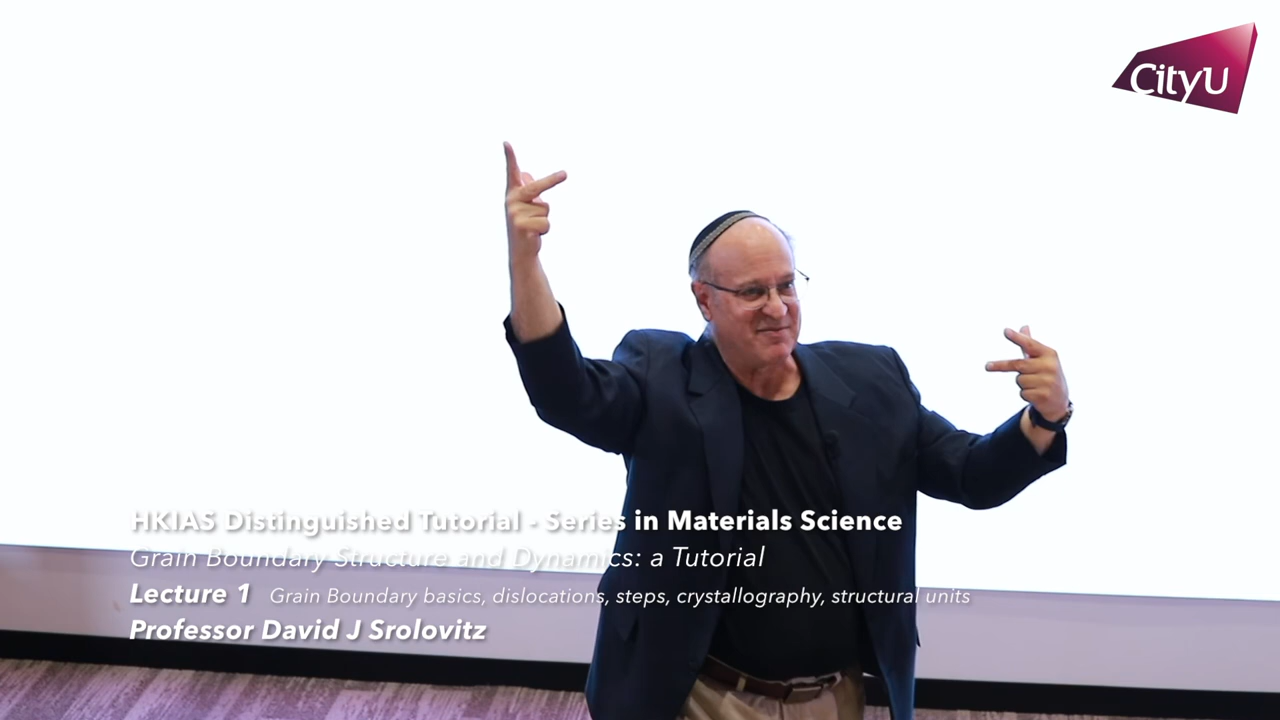 CityU
HKIAS Distinguished Tutorial - Series in Materials Science
Grain Boundary Structure and Dynamics: a Tutorial
Lecture 1 Grain Boundary basics, dislocations, steps, crystallography, structural units
Professor David J Srolovitz